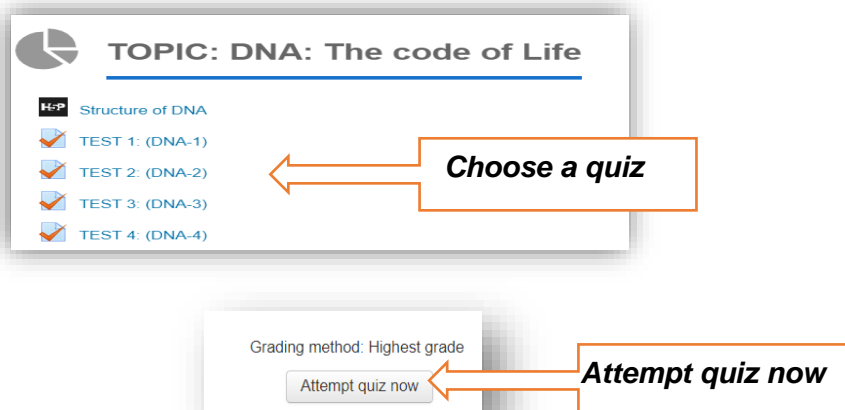 TOPIC: DNA: The code of Life
H5P Structure of DNA
TEST 1: (DNA-1)
TEST 2: (DNA-2)
Choose a quiz
TEST 3: (DNA-3)
TEST 4: (DNA-4)
Grading method: Highest grade
Attempt quiz now
Attempt quiz now